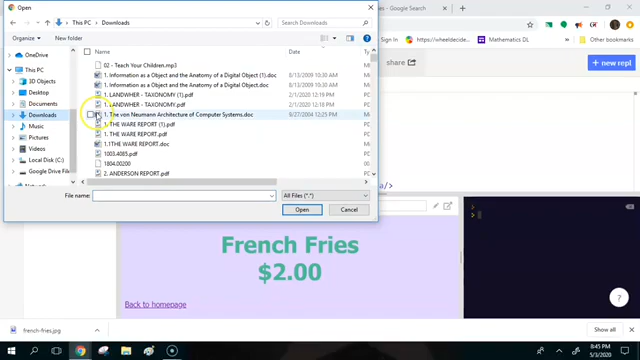 Open
French Fries - Google Search
This PC
Downloads
Search Downloads
https://wheeldecide.
Mathematics DL
Organize
New folder
share
+ new repl
Name
Date
OneDrive
This PC
3D Objects
Desktop
Documents
Downloads
Music
Pictures
Videos
Local Disk (C:)
Google Drive File
Network
02 - Teach Your Children.mp3
1. Information as a Object and the Anatomy of a Digital Object (1).doc
8/13/2009 10:30 AM
1. Information as a Object and the Anatomy of a Digital Object.doc
8/13/2009 10:30 AM
1. LANDWHER - TAXONOMY (1).pdf
2/1/2020 12:19 PM
1. LANDWHER - TAXONOMY.pdf
2/1/2020 12:18 PM
1. The von Neumann Architecture of Computer Systems.doc
9/27/2004 12:25 PM
1. THE WARE REPORT (1).pdf
1. THE WARE REPORT.pdf
1.1THE WARE REPORT.doc
1003.4085.pdf
1804.00200
2. ANDERSON REPORT.pdf
File name:
All Files (*.*)
Open
Cancel
a/>
French Fries
$2.00
Back to homepage
?
french-fries.jpg
Show all
8:45 PM
5/3/2020